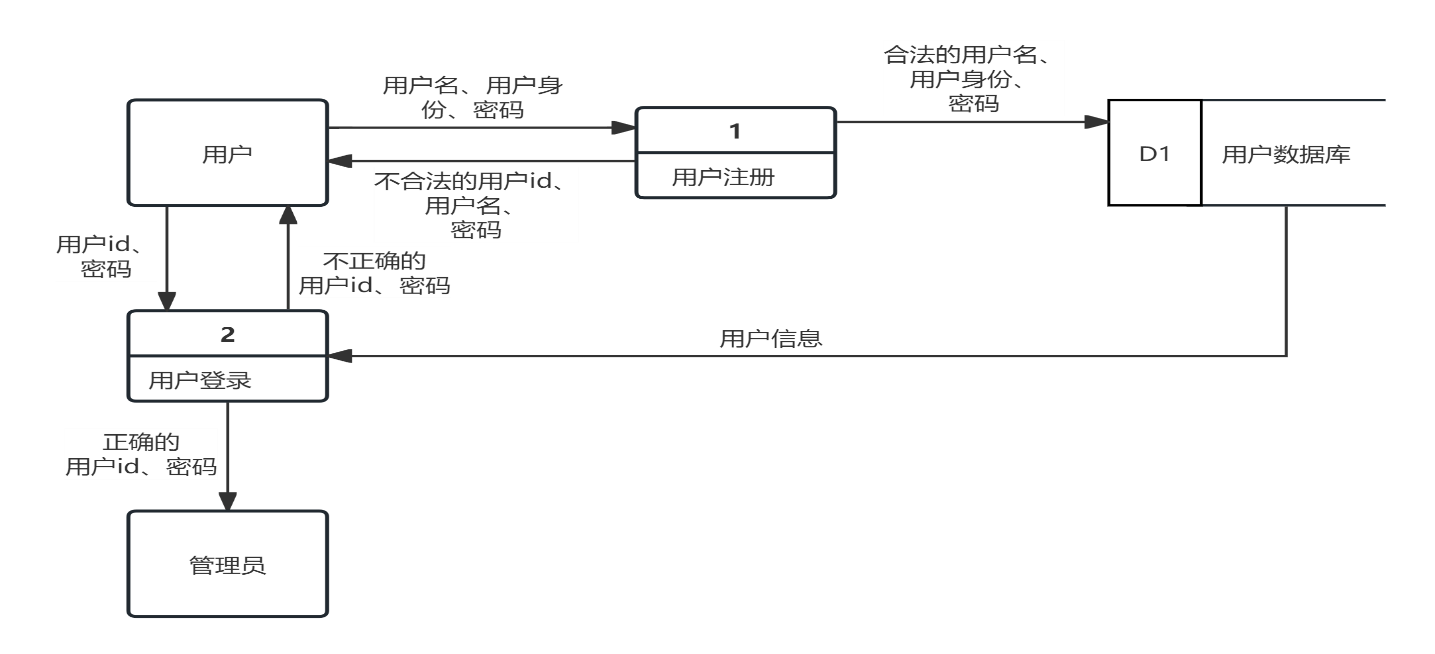 合法的用户名、
用户身份、
密码
用户名、用户身
份、密码
用户
1
用户注册
D1
用户数据库
不合法的用户id、
用户名、
密码
用户id、
密码
不正确的
用户id、密码
2
用户登录
用户信息
正确的
用户id、密码
管理员